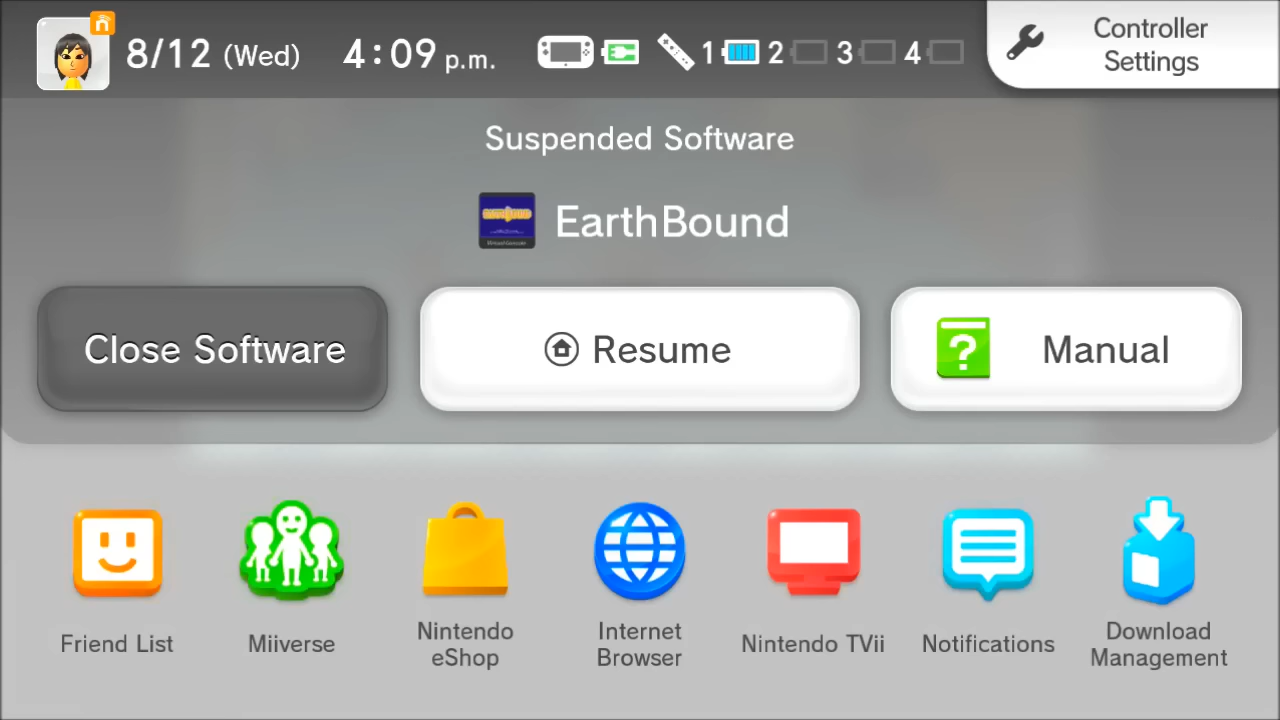 8/12 (Wed) 4:09 p.m. 1 2 3 4
Controller
Settings
Suspended Software
EarthBound
Close Software
Resume
? Manual
Friend List
Miiverse
Nintendo
eShop
Internet
Browser
Nintendo TVii
Notifications
Download
Management